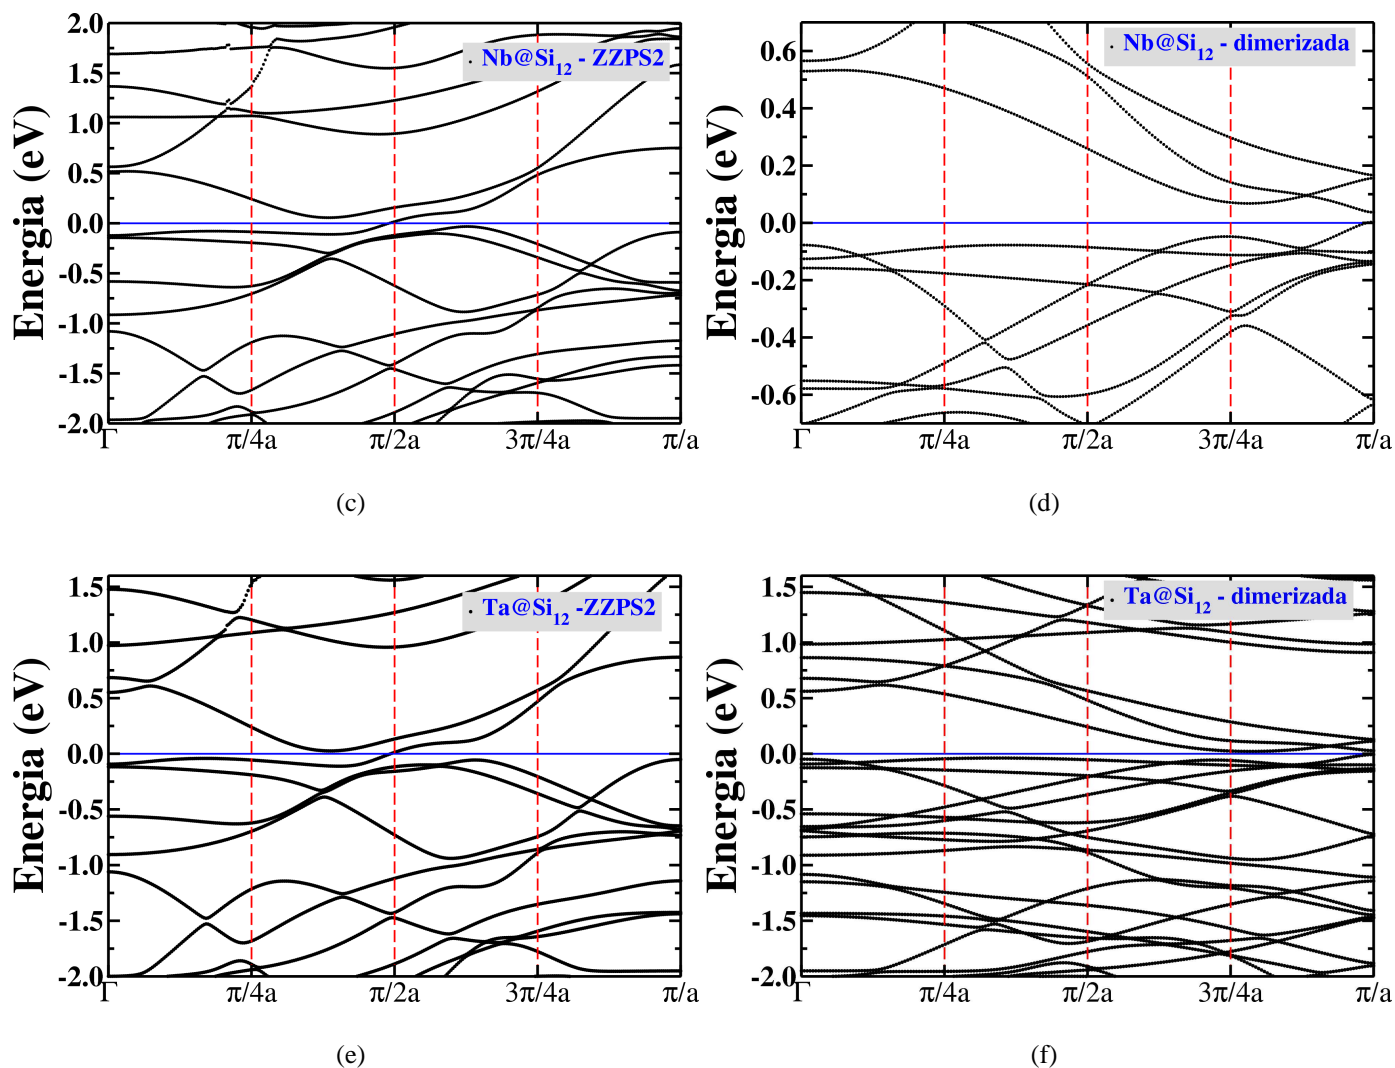 Nb@Si12 - ZZPS2
Energia (eV)
2.0
1.5
1.0
0.5
0.0
-0.5
-1.0
-1.5
-2.0
Γ π/4a π/2a 3π/4a π/a
(c)
Nb@Si12 - dimerizada
Energia (eV)
0.6
0.4
0.2
0.0
-0.2
-0.4
-0.6
Γ π/4a π/2a 3π/4a π/a
(d)
Ta@Si12 -ZZPS2
Energia (eV)
1.5
1.0
0.5
0.0
-0.5
-1.0
-1.5
-2.0
Γ π/4a π/2a 3π/4a π/a
(e)
Ta@Si12 - dimerizada
Energia (eV)
1.5
1.0
0.5
0.0
-0.5
-1.0
-1.5
-2.0
Γ π/4a π/2a 3π/4a π/a
(f)